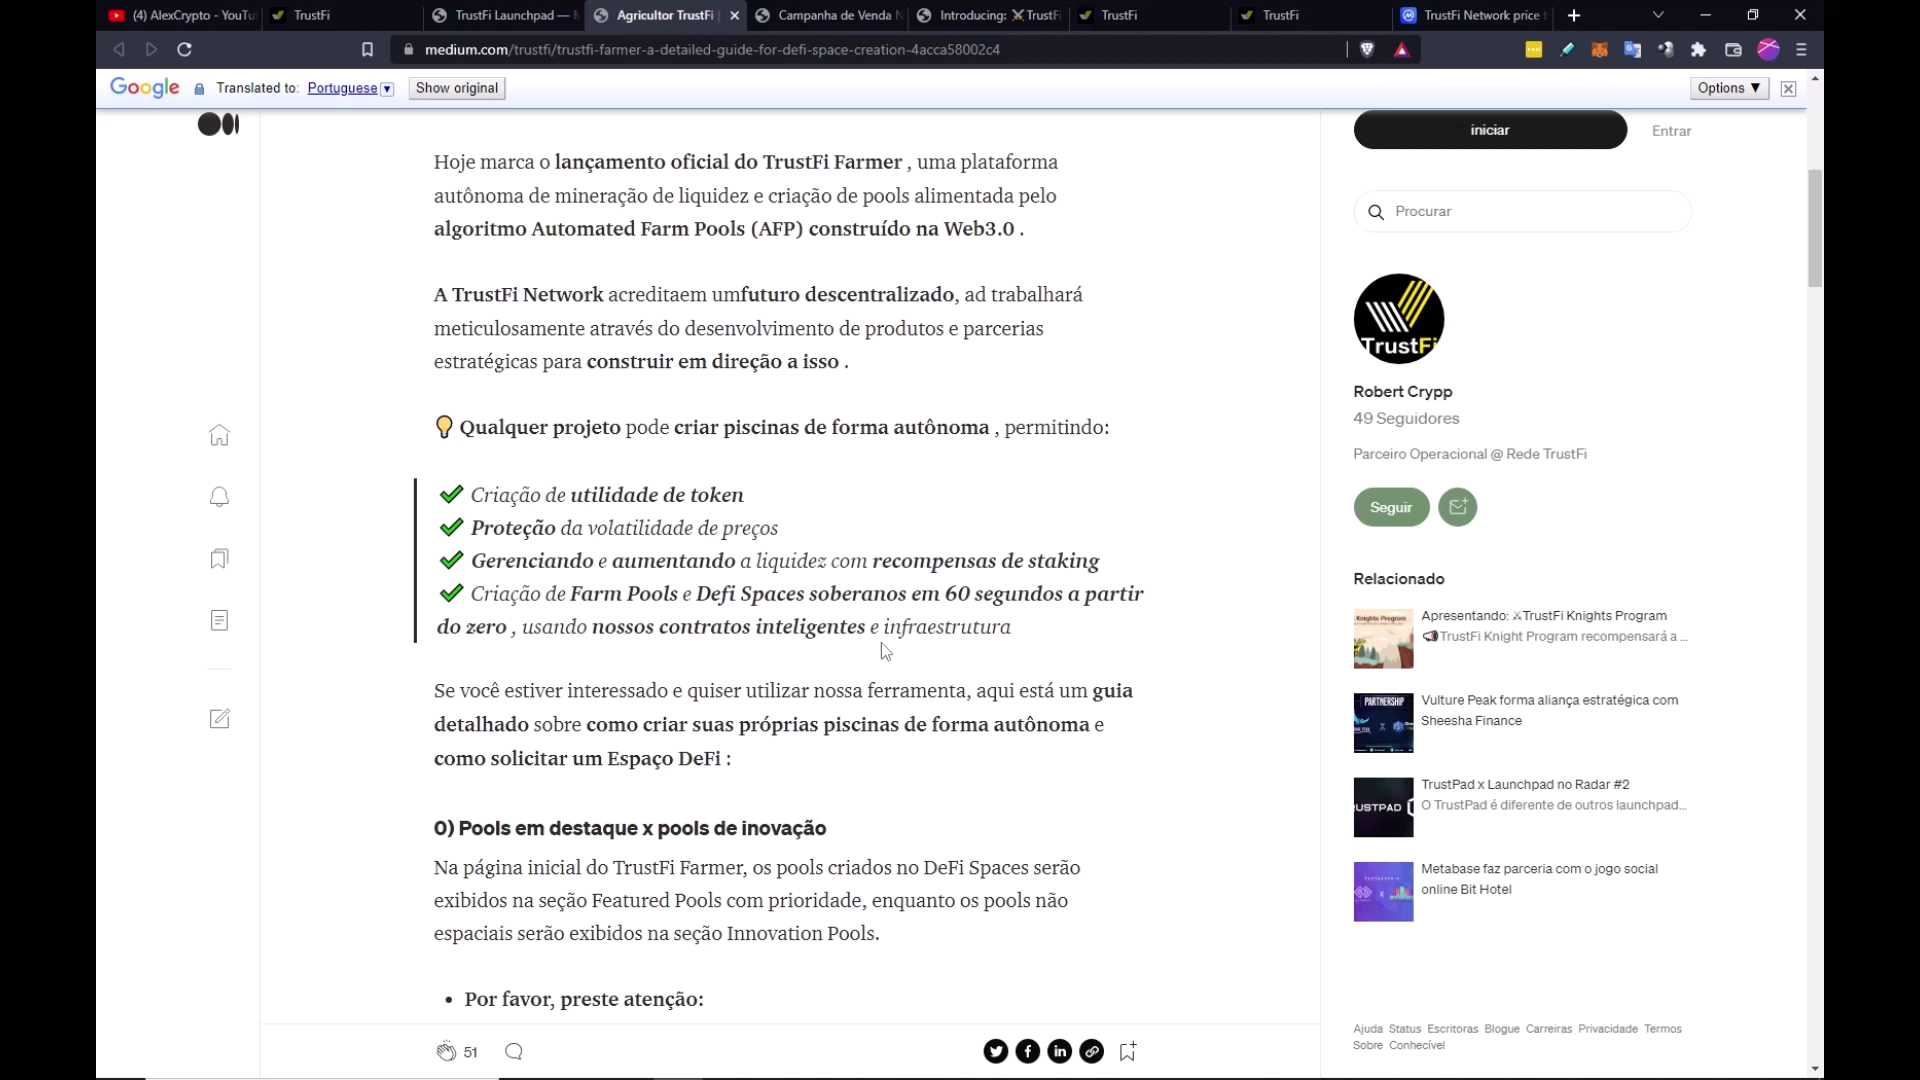 (4) AlexCrypto - YouTu
TrustFi
TrustFi Launchpad —
Agricultor TrustFi
Campanha de Venda
Introducing: ⚔TrustFi
TrustFi
TrustFi
TrustFi Network price t
medium.com/trustfi/trustfi-farmer-a-detailed-guide-for-defi-space-creation-4acca58002c4
Google
Translated to: Portuguese
Show original
Options ▼
Hoje marca o lançamento oficial do TrustFi Farmer , uma plataforma
autônoma de mineração de liquidez e criação de pools alimentada pelo
algoritmo Automated Farm Pools (AFP) construído na Web3.0 .
A TrustFi Network acreditaem umfuturo descentralizado, ad trabalhará
meticulosamente através do desenvolvimento de produtos e parcerias
estratégicas para construir em direção a isso .
💡 Qualquer projeto pode criar piscinas de forma autônoma , permitindo:
✔ Criação de utilidade de token
✔ Proteção da volatilidade de preços
✔ Gerenciando e aumentando a liquidez com recompensas de staking
✔ Criação de Farm Pools e Defi Spaces soberanos em 60 segundos a partir
do zero , usando nossos contratos inteligentes e infraestrutura
Se você estiver interessado e quiser utilizar nossa ferramenta, aqui está um guia
detalhado sobre como criar suas próprias piscinas de forma autônoma e
como solicitar um Espaço DeFi :
0) Pools em destaque x pools de inovação
Na página inicial do TrustFi Farmer, os pools criados no DeFi Spaces serão
exibidos na seção Featured Pools com prioridade, enquanto os pools não
espaciais serão exibidos na seção Innovation Pools.
• Por favor, preste atenção:
51
iniciar
Entrar
Procurar
TrustFi
Robert Crypp
49 Seguidores
Parceiro Operacional @ Rede TrustFi
Seguir
Relacionado
Knights Program
Apresentando: ⚔TrustFi Knights Program
📢TrustFi Knight Program recompensará a ...
PARTNERSHIP
Vulture Peak forma aliança estratégica com
Sheesha Finance
RUSTPAD
TrustPad x Launchpad no Radar #2
O TrustPad é diferente de outros launchpad...
Metabase faz parceria com o jogo social
online Bit Hotel
Ajuda Status Escritoras Blogue Carreiras Privacidade Termos
Sobre Conhecível